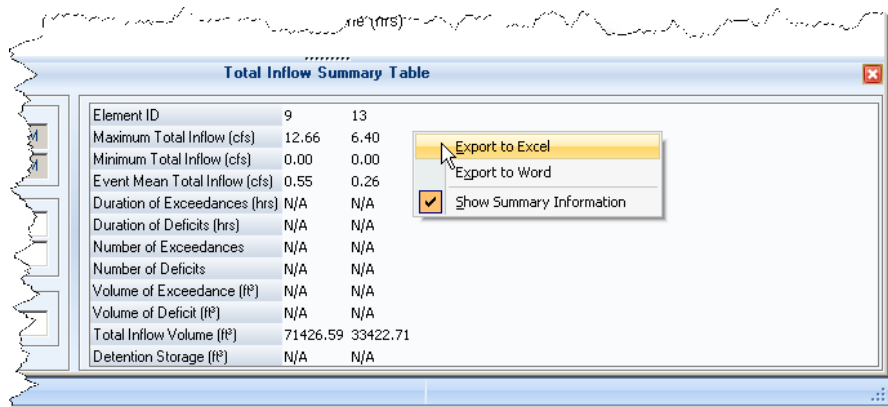 Total Inflow Summary Table
Element ID 9 13
Maximum Total Inflow (cfs) 12.66 6.40
Minimum Total Inflow (cfs) 0.00 0.00
Event Mean Total Inflow (cfs) 0.55 0.26
Duration of Exceedances (hrs) N/A N/A
Duration of Deficits (hrs) N/A N/A
Number of Exceedances N/A N/A
Number of Deficits N/A N/A
Volume of Exceedance (ft³) N/A N/A
Volume of Deficit (ft³) N/A N/A
Total Inflow Volume (ft³) 71426.59 33422.71
Detention Storage (ft³) N/A N/A
Export to Excel
Export to Word
Show Summary Information